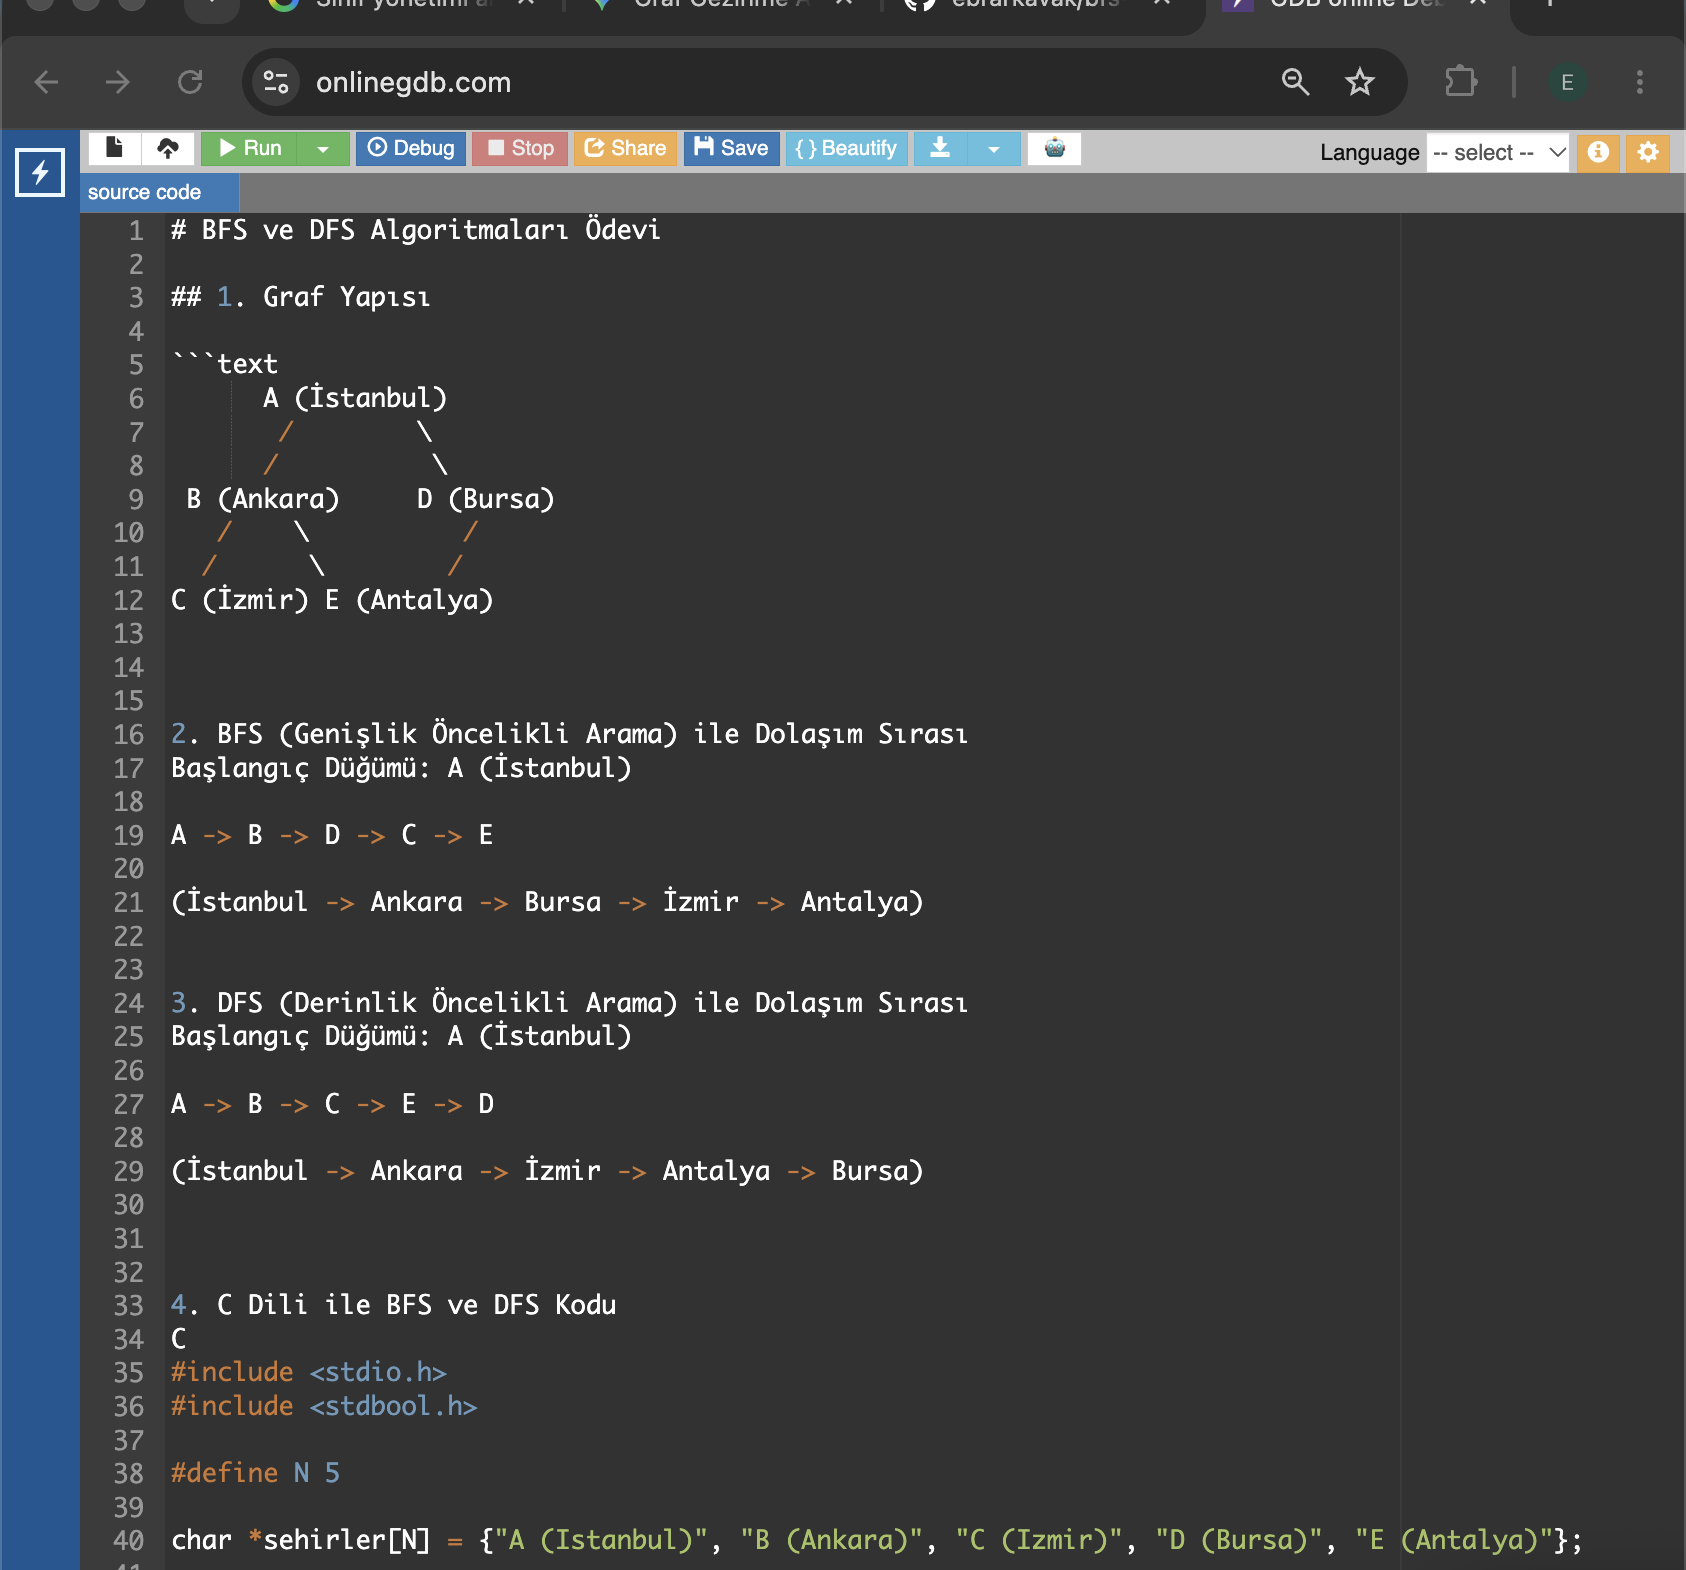 onlinegdb.com
E
Run Debug Stop Share Save { } Beautify Language -- select --
source code
1 # BFS ve DFS Algoritmaları Ödevi
2
3 ## 1. Graf Yapısı
4
5 ```text
6 A (İstanbul)
7 / \
8 / \
9 B (Ankara) D (Bursa)
10 / \ /
11 / \ /
12 C (İzmir) E (Antalya)
13
14
15
16 2. BFS (Genişlik Öncelikli Arama) ile Dolaşım Sırası
17 Başlangıç Düğümü: A (İstanbul)
18
19 A -> B -> D -> C -> E
20
21 (İstanbul -> Ankara -> Bursa -> İzmir -> Antalya)
22
23
24 3. DFS (Derinlik Öncelikli Arama) ile Dolaşım Sırası
25 Başlangıç Düğümü: A (İstanbul)
26
27 A -> B -> C -> E -> D
28
29 (İstanbul -> Ankara -> İzmir -> Antalya -> Bursa)
30
31
32
33 4. C Dili ile BFS ve DFS Kodu
34 C
35 #include <stdio.h>
36 #include <stdbool.h>
37
38 #define N 5
39
40 char *sehirler[N] = {"A (Istanbul)", "B (Ankara)", "C (Izmir)", "D (Bursa)", "E (Antalya)"};